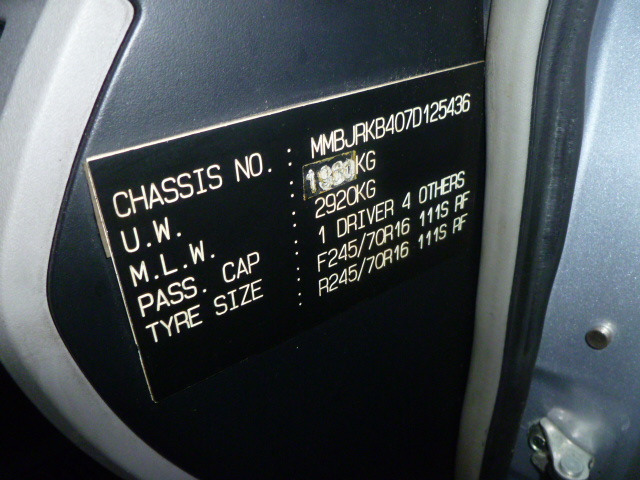 CHASSIS NO. : MMBJRKB407D125436
U.W. : KG
M.L.W. : 2920KG
PASS. CAP : 1 DRIVER 4 OTHERS
TYRE SIZE : F245/70R16 111S RF
: R245/70R16 111S RF